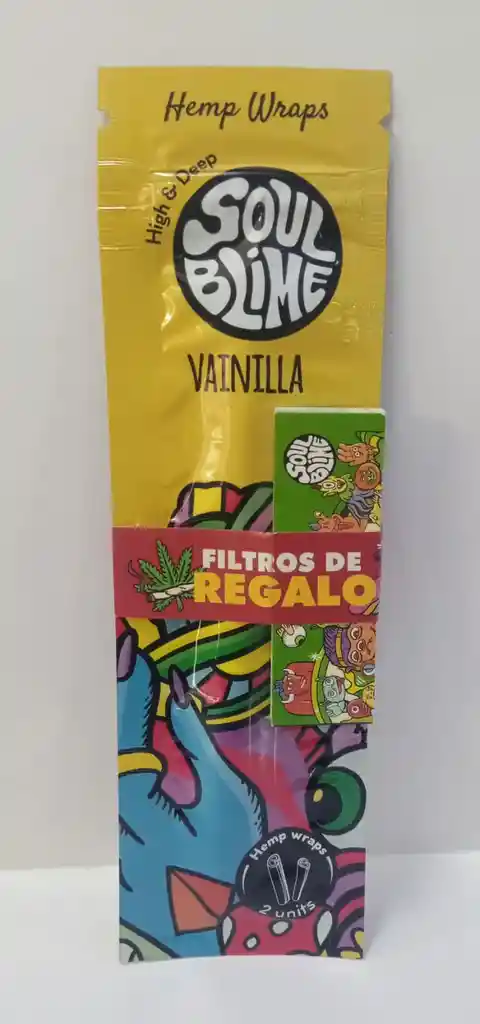 Hemp Wraps
High & Deep
SOUL
BLIME
VAINILLA
SOUL
BLIME
FILTROS DE
REGALO
Hemp wraps
2 units